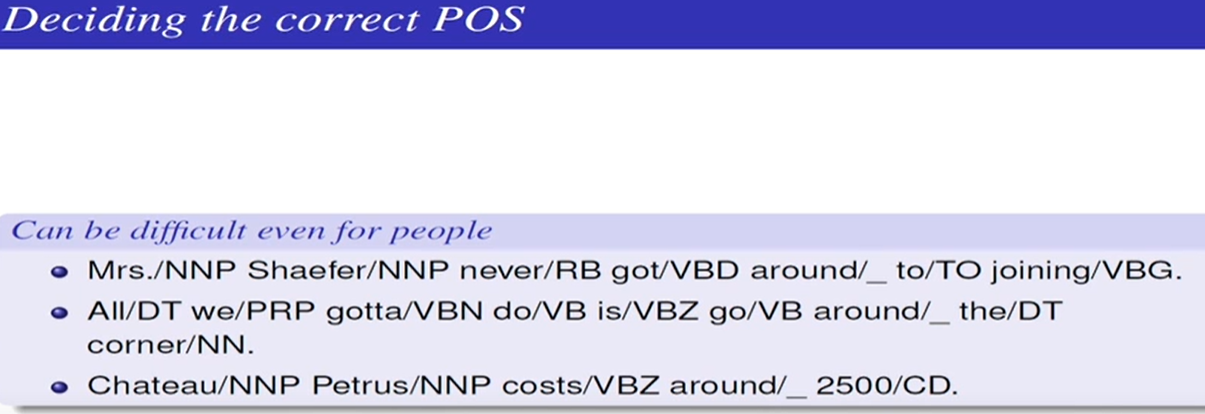 Deciding the correct POS
Can be difficult even for people
Mrs./NNP Shaefer/NNP never/RB got/VBD around/_ to/TO joining/VBG.
All/DT we/PRP gotta/VBN do/VB is/VBZ go/VB around/_ the/DT
corner/NN.
Chateau/NNP Petrus/NNP costs/VBZ around/_ 2500/CD.